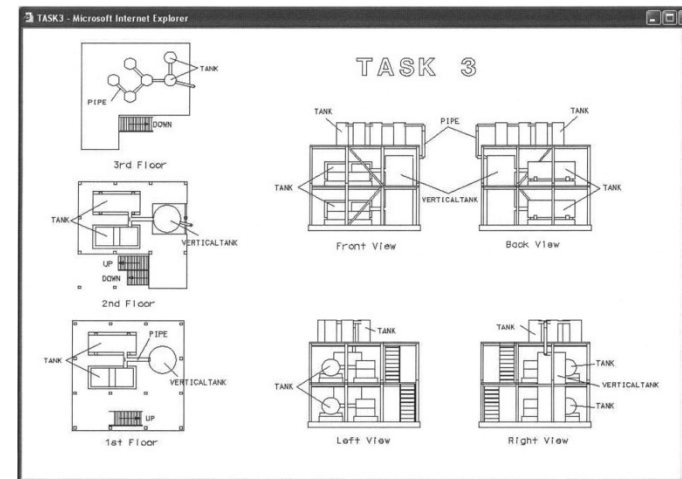 TASK3 - Microsoft Internet Explorer
TASK 3
TANK
PIPE
DOWN
3rd Floor
TANK
VERTICALTANK
UP
DOWN
2nd Floor
PIPE
TANK
VERTICALTANK
UP
1st Floor
TANK
PIPE
TANK
TANK
TANK
VERTICALTANK
Front View
Back View
TANK
TANK
Left View
TANK
TANK
VERTICALTANK
TANK
Right View